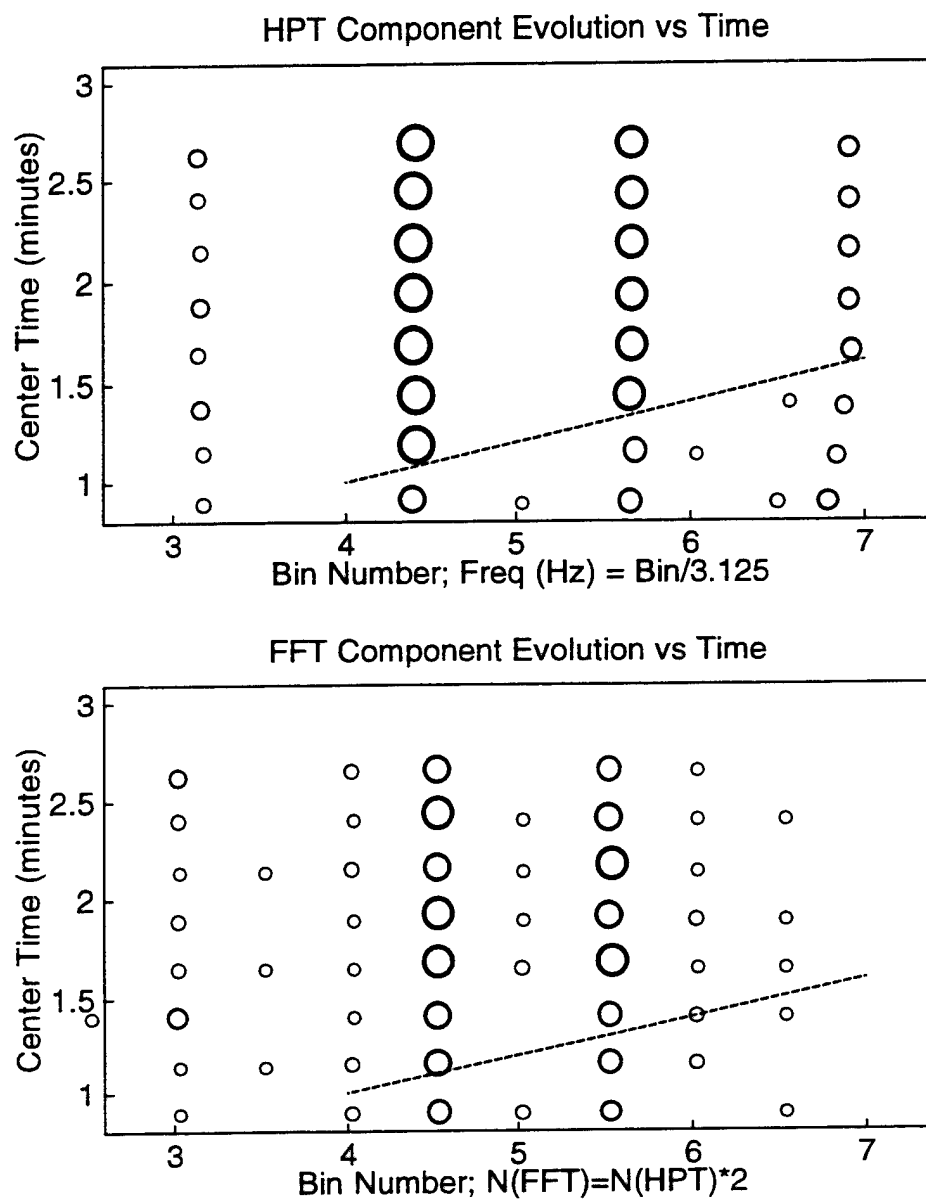 HPT Component Evolution vs Time
3
2.5
2
1.5
1
Center Time (minutes)
3 4 5 6 7
Bin Number; Freq (Hz) = Bin/3.125
FFT Component Evolution vs Time
3
2.5
2
1.5
1
Center Time (minutes)
3 4 5 6 7
Bin Number; N(FFT)=N(HPT)*2